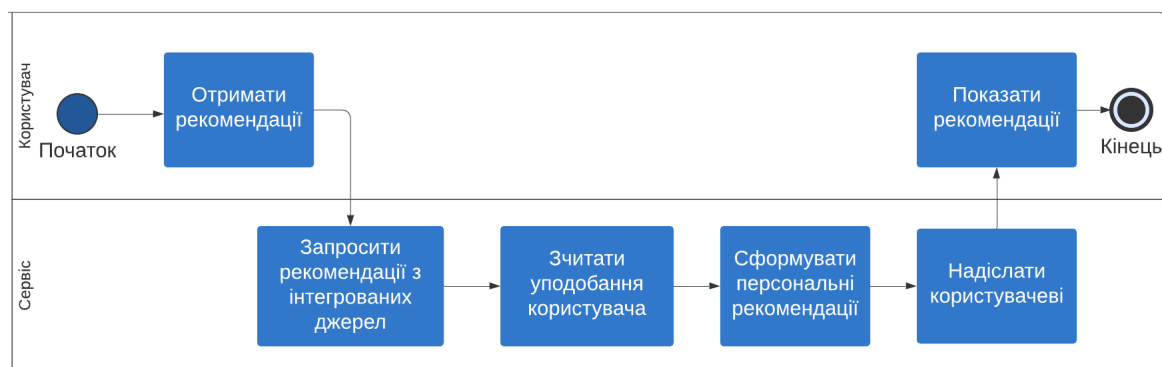 Користувач
Початок
Отримати
рекомендації
Показати
рекомендації
Кінець
Сервіс
Запросити
рекомендації з
інтегрованих
джерел
Зчитати
уподобання
користувача
Сформувати
персональні
рекомендації
Надіслати
користувачеві